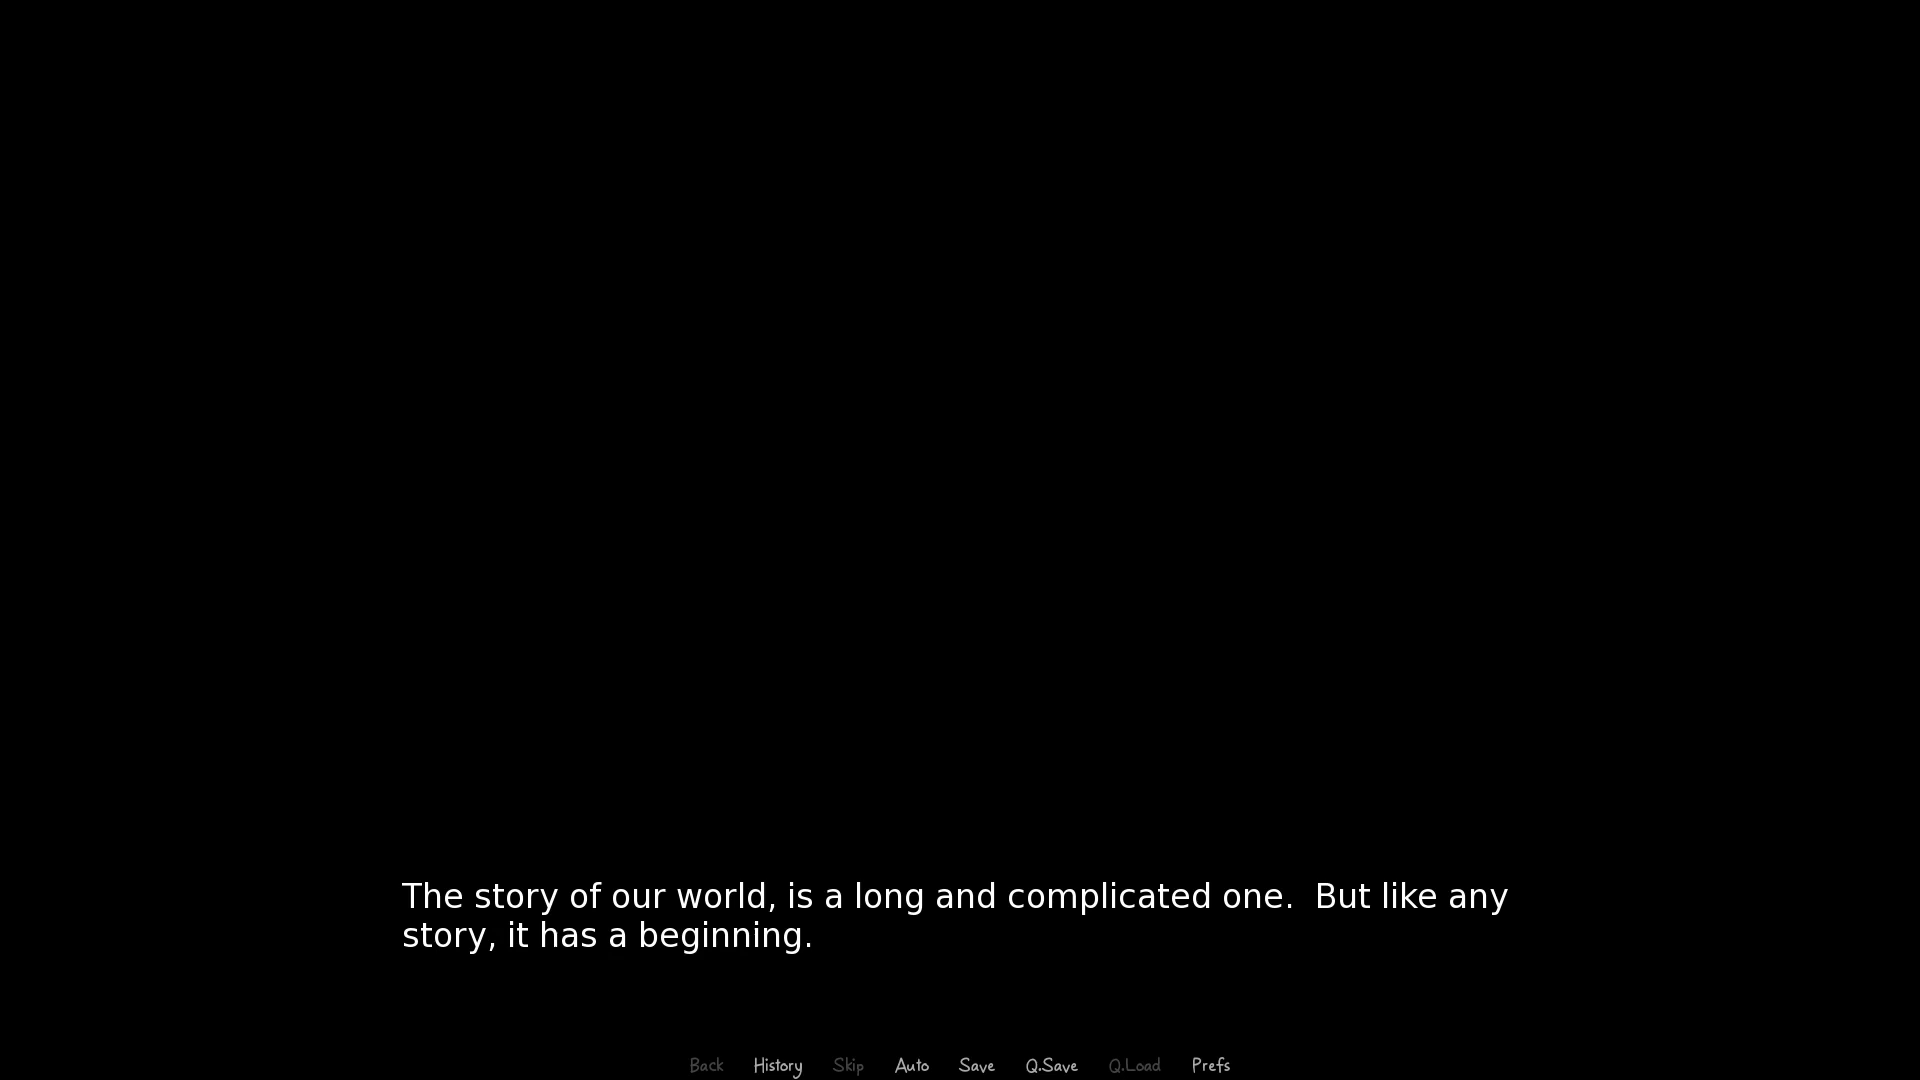 The story of our world, is a long and complicated one.  But like any
story, it has a beginning.
Back History Skip Auto Save Q.Save Q.Load Prefs